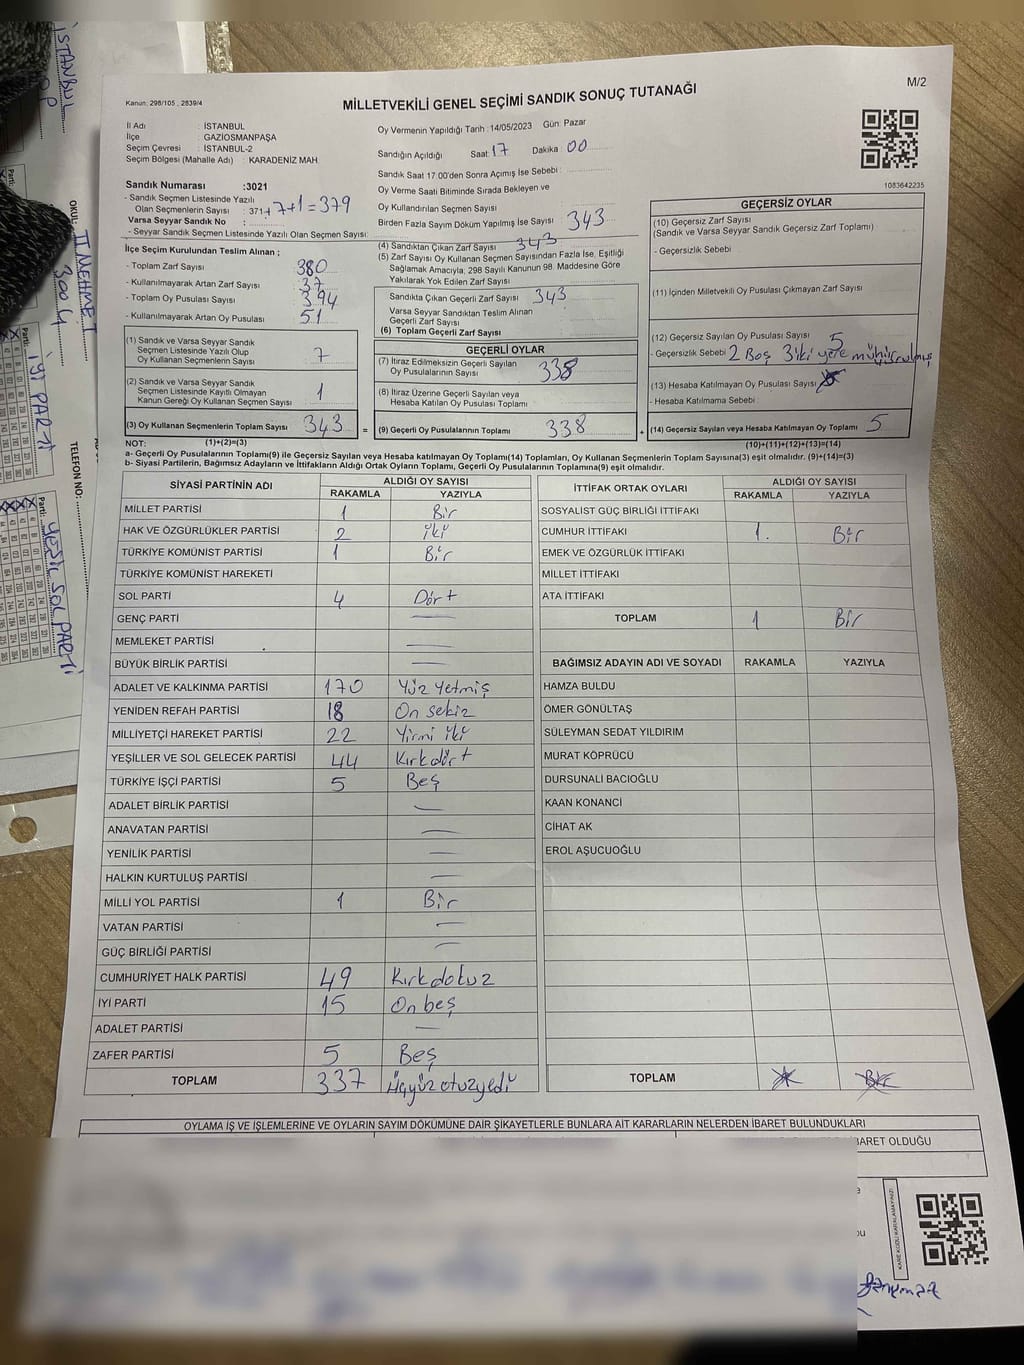 İSTANBUL
OKUL: II MEHMET
300 L
İYİ PARTİ
TELEFON NO:
Parti: YEŞİL SOL PARTİ
M/2
Kanun: 298/105 , 2839/4
MİLLETVEKİLİ GENEL SEÇİMİ SANDIK SONUÇ TUTANAĞI
İl Adı : İSTANBUL
İlçe : GAZİOSMANPAŞA
Seçim Çevresi : İSTANBUL-2
Seçim Bölgesi (Mahalle Adı) : KARADENİZ MAH.
Oy Vermenin Yapıldığı Tarih : 14/05/2023 Gün: Pazar
Sandığın Açıldığı Saat: 17 Dakika 00
Sandık Saat 17.00'den Sonra Açımış İse Sebebi :
1083642235
Sandık Numarası :3021
- Sandık Seçmen Listesinde Yazılı
Olan Seçmenlerin Sayısı : 371+7+1=379
Varsa Seyyar Sandık No :
- Seyyar Sandık Seçmen Listesinde Yazılı Olan Seçmen Sayısı:
Oy Verme Saati Bitiminde Sırada Bekleyen ve
Oy Kullandırılan Seçmen Sayısı
Birden Fazla Sayım Döküm Yapılmış İse Sayısı : 343
(4) Sandıktan Çıkan Zarf Sayısı 343
(5) Zarf Sayısı Oy Kullanan Seçmen Sayısından Fazla İse, Eşitliği
Sağlamak Amacıyla; 298 Sayılı Kanunun 98. Maddesine Göre
Yakılarak Yok Edilen Zarf Sayısı
İlçe Seçim Kurulundan Teslim Alınan ;
- Toplam Zarf Sayısı 380
- Kullanılmayarak Artan Zarf Sayısı : 37
- Toplam Oy Pusulası Sayısı : 394
- Kullanılmayarak Artan Oy Pusulası : 51
Sandıkta Çıkan Geçerli Zarf Sayısı 343
Varsa Seyyar Sandıktan Teslim Alınan
Geçerli Zarf Sayısı
(6) Toplam Geçerli Zarf Sayısı
GEÇERSİZ OYLAR
(10) Geçersiz Zarf Sayısı
(Sandık ve Varsa Seyyar Sandık Geçersiz Zarf Toplamı)
- Geçersizlik Sebebi
(11) İçinden Milletvekili Oy Pusulası Çıkmayan Zarf Sayısı
(12) Geçersiz Sayılan Oy Pusulası Sayısı 5
- Geçersizlik Sebebi 2 Boş 3 iki yere mühürlenmiş
(13) Hesaba Katılmayan Oy Pusulası Sayısı
- Hesaba Katılmama Sebebi
(14) Geçersiz Sayılan veya Hesaba Katılmayan Oy Toplamı 5
(10)+(11)+(12)+(13)=(14)
(1) Sandık ve Varsa Seyyar Sandık
Seçmen Listesinde Yazılı Olup
Oy Kullanan Seçmenlerin Sayısı 7
(2) Sandık ve Varsa Seyyar Sandık
Seçmen Listesinde Kayıtlı Olmayan
Kanun Gereği Oy Kullanan Seçmen Sayısı 1
(3) Oy Kullanan Seçmenlerin Toplam Sayısı 343 =
GEÇERLİ OYLAR
(7) İtiraz Edilmeksizin Geçerli Sayılan
Oy Pusulalarının Sayısı 338
(8) İtiraz Üzerine Geçerli Sayılan veya
Hesaba Katılan Oy Pusulası Toplamı
(9) Geçerli Oy Pusulalarının Toplamı 338 +
NOT: (1)+(2)=(3)
a- Geçerli Oy Pusulalarının Toplamı(9) ile Geçersiz Sayılan veya Hesaba katılmayan Oy Toplamı(14) Toplamları, Oy Kullanan Seçmenlerin Toplam Sayısına(3) eşit olmalıdır. (9)+(14)=(3)
b- Siyasi Partilerin, Bağımsız Adayların ve İttifakların Aldığı Ortak Oyların Toplamı, Geçerli Oy Pusulalarının Toplamına(9) eşit olmalıdır.
SİYASİ PARTİNİN ADI ALDIĞI OY SAYISI
RAKAMLA YAZIYLA
MİLLET PARTİSİ 1 Bir
HAK VE ÖZGÜRLÜKLER PARTİSİ 2 iki
TÜRKİYE KOMÜNİST PARTİSİ 1 Bir
TÜRKİYE KOMÜNİST HAREKETİ
SOL PARTİ 4 Dört
GENÇ PARTİ
MEMLEKET PARTİSİ
BÜYÜK BİRLİK PARTİSİ
ADALET VE KALKINMA PARTİSİ 170 Yüz Yetmiş
YENİDEN REFAH PARTİSİ 18 On sekiz
MİLLİYETÇİ HAREKET PARTİSİ 22 Yirmi iki
YEŞİLLER VE SOL GELECEK PARTİSİ 44 Kırkdört
TÜRKİYE İŞÇİ PARTİSİ 5 Beş
ADALET BİRLİK PARTİSİ
ANAVATAN PARTİSİ
YENİLİK PARTİSİ
HALKIN KURTULUŞ PARTİSİ
MİLLİ YOL PARTİSİ 1 Bir
VATAN PARTİSİ
GÜÇ BİRLİĞİ PARTİSİ
CUMHURİYET HALK PARTİSİ 49 Kırkdokuz
İYİ PARTİ 15 Onbeş
ADALET PARTİSİ
ZAFER PARTİSİ 5 Beş
TOPLAM 337 Üçyüzotuzyedi
İTTİFAK ORTAK OYLARI ALDIĞI OY SAYISI
RAKAMLA YAZIYLA
SOSYALİST GÜÇ BİRLİĞİ İTTİFAKI
CUMHUR İTTİFAKI 1. Bir
EMEK VE ÖZGÜRLÜK İTTİFAKI
MİLLET İTTİFAKI
ATA İTTİFAKI
TOPLAM 1 Bir
BAĞIMSIZ ADAYIN ADI VE SOYADI RAKAMLA YAZIYLA
HAMZA BULDU
ÖMER GÖNÜLTAŞ
SÜLEYMAN SEDAT YILDIRIM
MURAT KÖPRÜCÜ
DURSUNALİ BACIOĞLU
KAAN KONANCİ
CİHAT AK
EROL AŞUCUOĞLU
TOPLAM
OYLAMA İŞ VE İŞLEMLERİNE VE OYLARIN SAYIM DÖKÜMÜNE DAİR ŞİKAYETLERLE BUNLARA AİT KARARLARIN NELERDEN İBARET BULUNDUKLARI
İBARET OLDUĞU